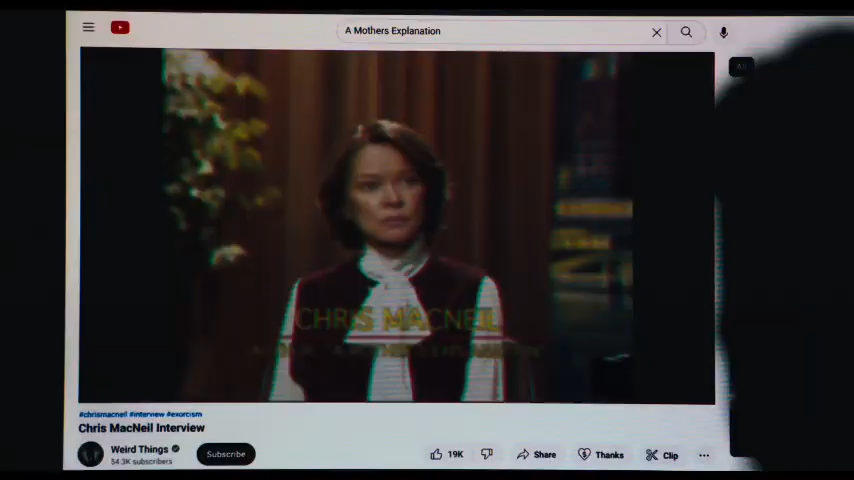 A Mothers Explanation
All
CHRIS MACNEIL
#chrismacneil #interview #exorcism
Chris MacNeil Interview
Weird Things
54.3K subscribers
Subscribe
19K
Share
Thanks
Clip